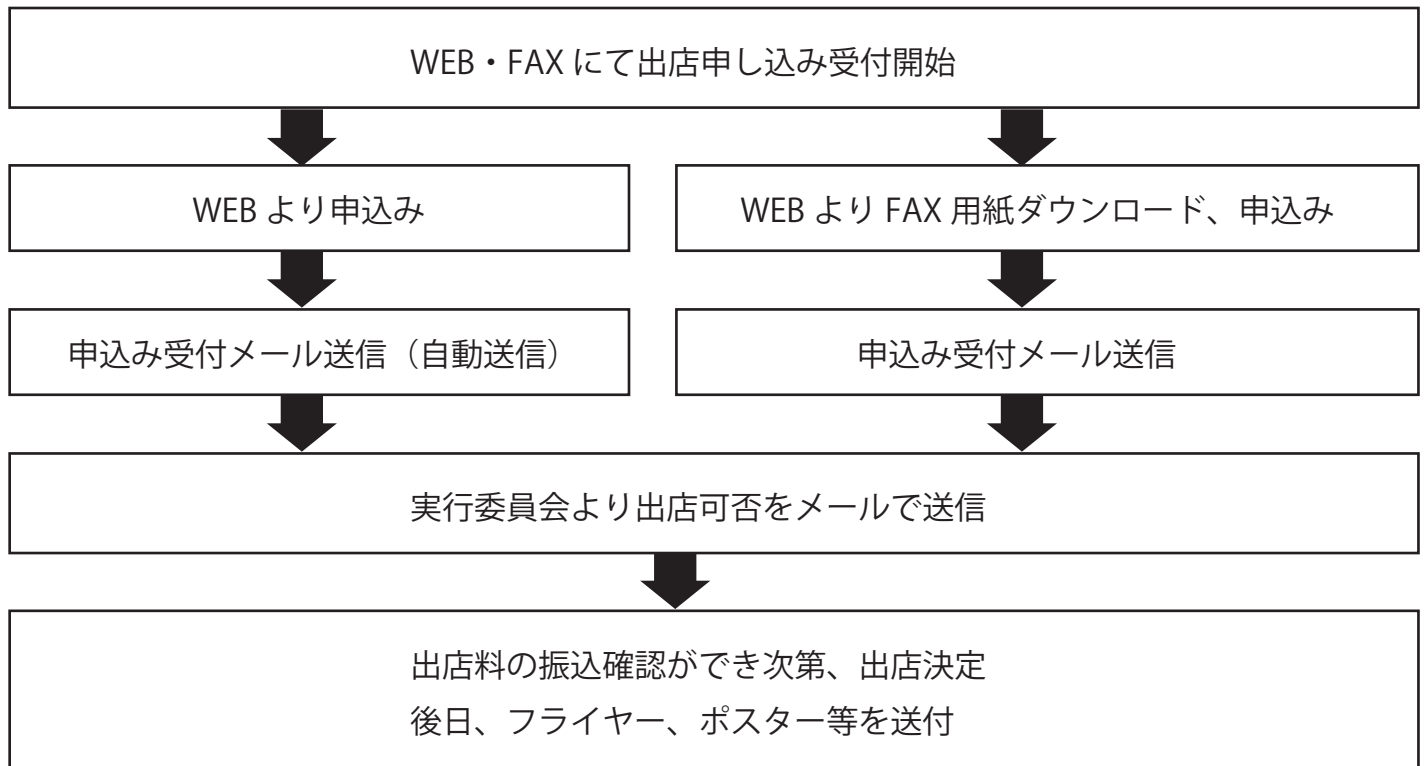 WEB・FAX にて出店申し込み受付開始
WEB より申込み
WEB より FAX 用紙ダウンロード、申込み
申込み受付メール送信（自動送信）
申込み受付メール送信
実行委員会より出店可否をメールで送信
出店料の振込確認ができ次第、出店決定
後日、フライヤー、ポスター等を送付